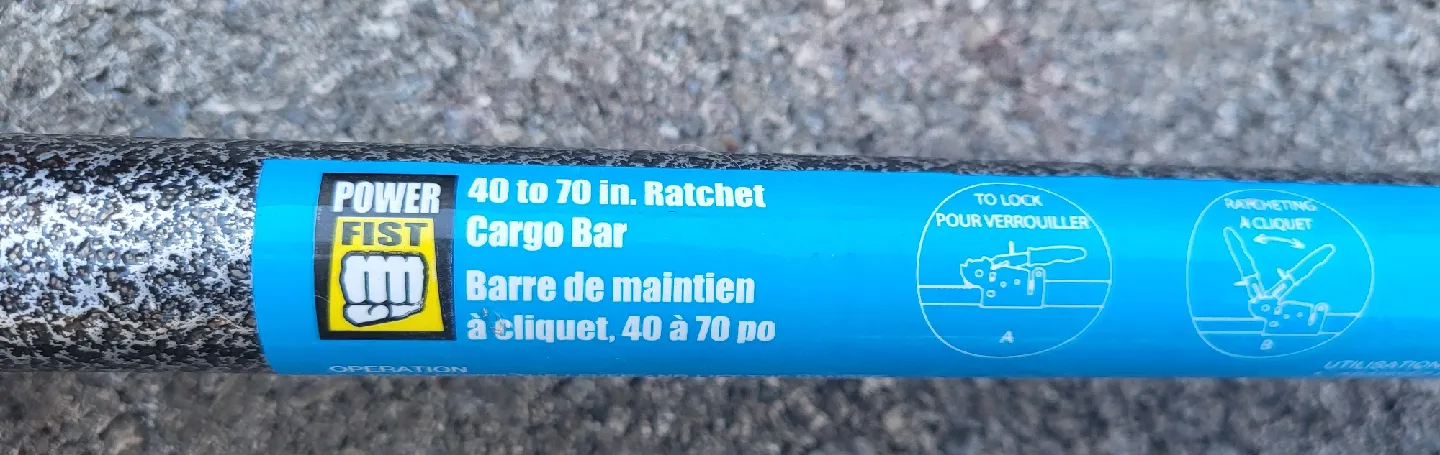 POWER
FIST
40 to 70 in. Ratchet
Cargo Bar
Barre de maintien
à cliquet, 40 à 70 po
TO LOCK
POUR VERROUILLER
A
RATCHETING
À CLIQUET
B
OPERATION
UTILISATION